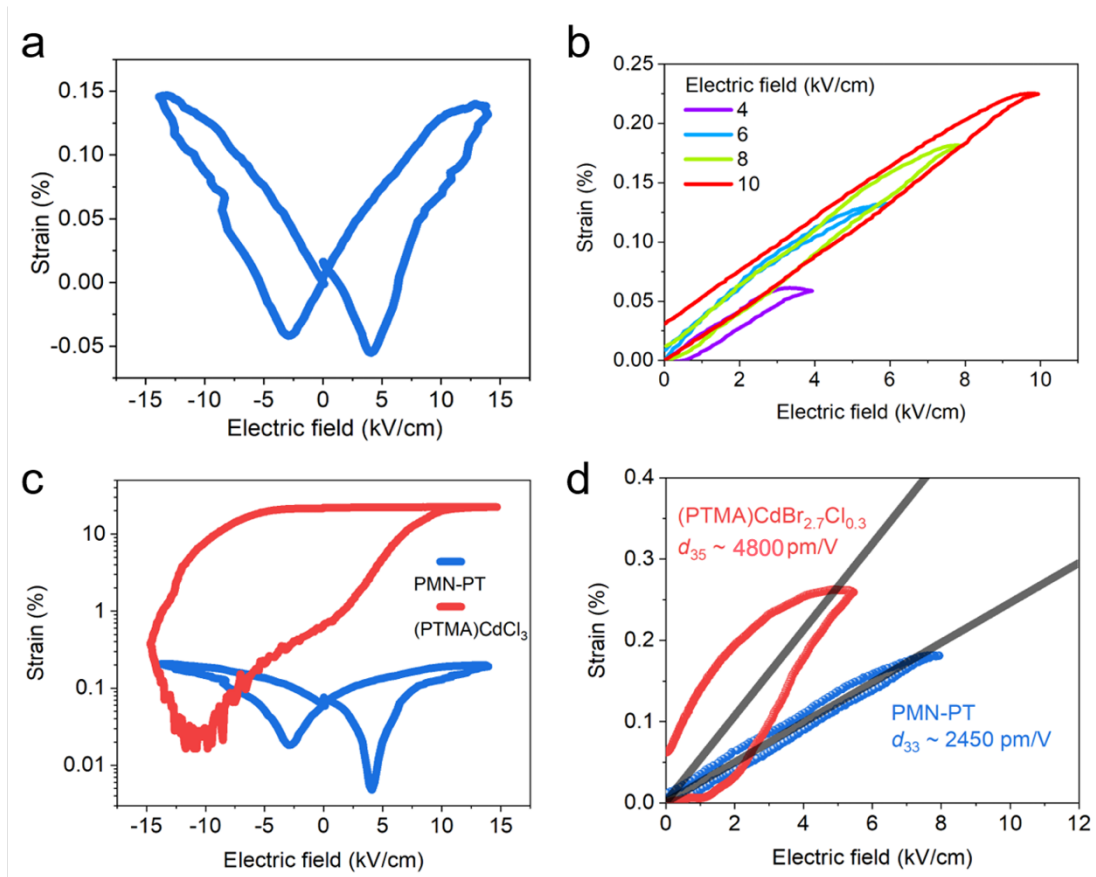 a
0.15
0.10
0.05
0.00
-0.05
Strain (%)
-15 -10 -5 0 5 10 15
Electric field (kV/cm)
b
0.25
0.20
0.15
0.10
0.05
0.00
Strain (%)
Electric field (kV/cm)
4
6
8
10
0 2 4 6 8 10
Electric field (kV/cm)
c
10
1
0.1
0.01
Strain (%)
PMN-PT
(PTMA)CdCl₃
-15 -10 -5 0 5 10 15
Electric field (kV/cm)
d
0.4
0.3
0.2
0.1
0.0
Strain (%)
(PTMA)CdBr₂.₇Cl₀.₃
d₃₅ ~ 4800 pm/V
PMN-PT
d₃₃ ~ 2450 pm/V
0 2 4 6 8 10 12
Electric field (kV/cm)